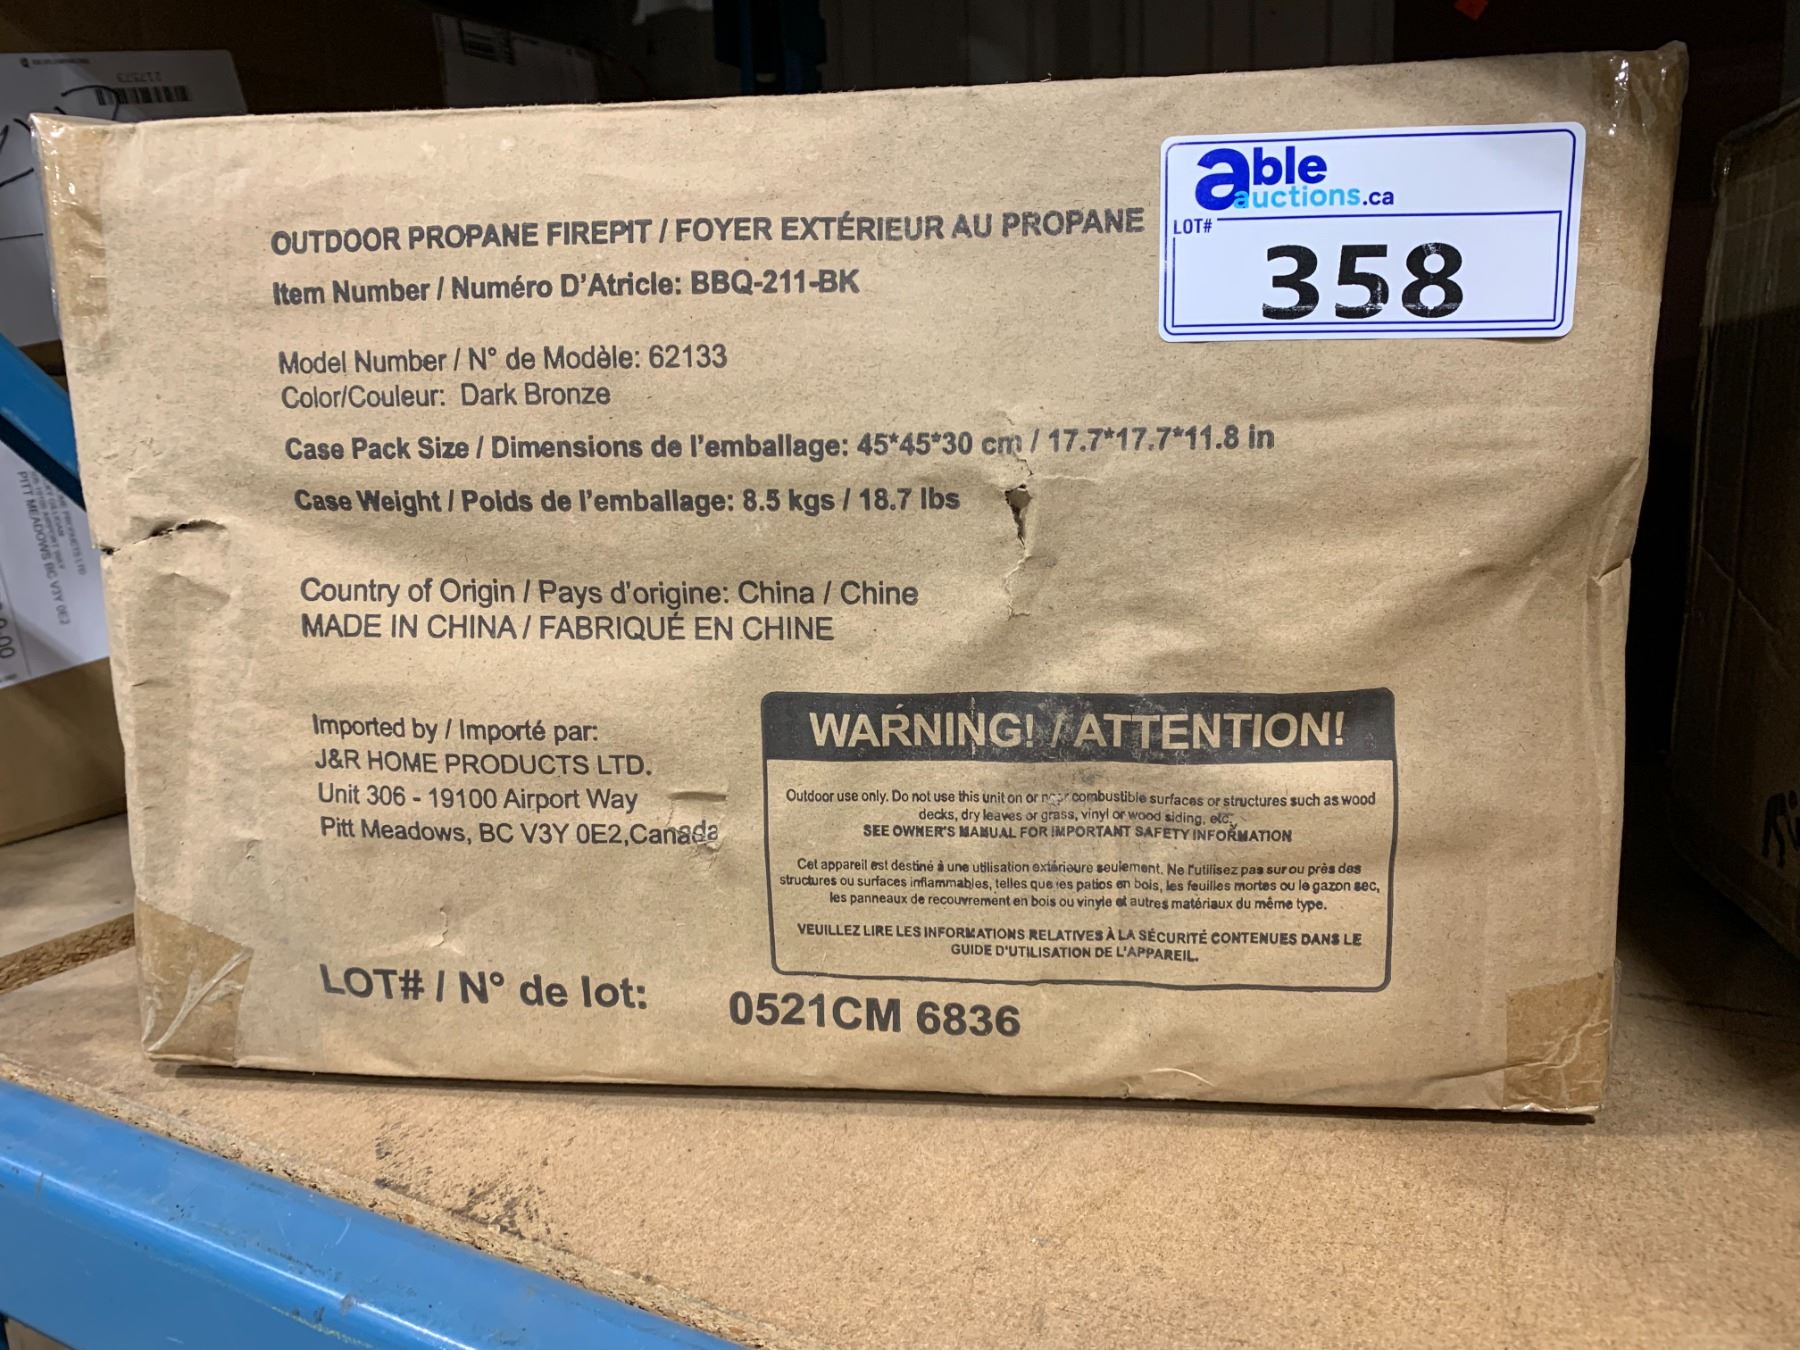 able
auctions.ca
LOT#
358
OUTDOOR PROPANE FIREPIT / FOYER EXTÉRIEUR AU PROPANE
Item Number / Numéro D'Atricle: BBQ-211-BK
Model Number / N° de Modèle: 62133
Color/Couleur: Dark Bronze
Case Pack Size / Dimensions de l'emballage: 45*45*30 cm / 17.7*17.7*11.8 in
Case Weight / Poids de l'emballage: 8.5 kgs / 18.7 lbs
Country of Origin / Pays d'origine: China / Chine
MADE IN CHINA / FABRIQUÉ EN CHINE
Imported by / Importé par:
J&R HOME PRODUCTS LTD.
Unit 306 - 19100 Airport Way
Pitt Meadows, BC V3Y 0E2,Canada
WARNING! / ATTENTION!
Outdoor use only. Do not use this unit on or near combustible surfaces or structures such as wood
decks, dry leaves or grass, vinyl or wood siding, etc.
SEE OWNER'S MANUAL FOR IMPORTANT SAFETY INFORMATION
Cet appareil est destiné à une utilisation extérieure seulement. Ne l'utilisez pas sur ou près des
structures ou surfaces inflammables, telles que les patios en bois, les feuilles mortes ou le gazon sec,
les panneaux de recouvrement en bois ou vinyle et autres matériaux du même type.
VEUILLEZ LIRE LES INFORMATIONS RELATIVES À LA SÉCURITÉ CONTENUES DANS LE
GUIDE D'UTILISATION DE L'APPAREIL.
LOT# / N° de lot: 0521CM 6836
PITT MEADOWS BC V3Y 0E3
217573